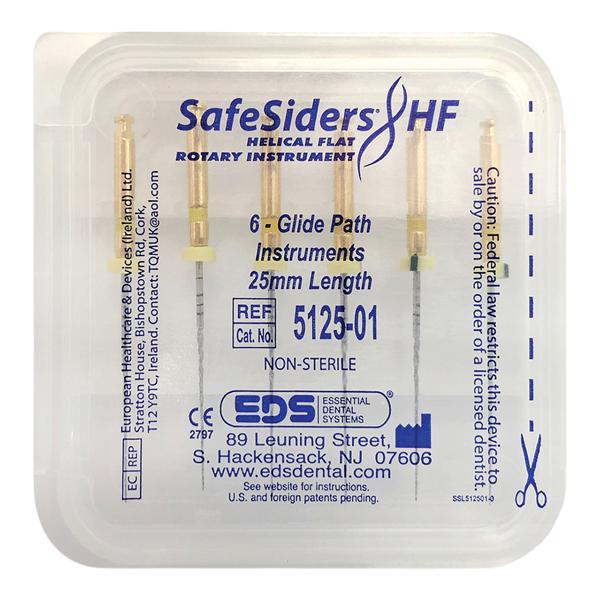 SafeSiders® HF
HELICAL FLAT
ROTARY INSTRUMENT
6 - Glide Path
Instruments
25mm Length
REF
Cat. No.
5125-01
NON-STERILE
CE
2797
EDS
ESSENTIAL
DENTAL
SYSTEMS
89 Leuning Street,
S. Hackensack, NJ 07606
www.edsdental.com
See website for instructions.
U.S. and foreign patents pending.
SSL512501-0
European Healthcare & Devices (Ireland) Ltd.
Stratton House, Bishopstown Rd, Cork,
T12 Y9TC, Ireland. Contact: TQMUK@aol.com
EC REP
Caution: Federal law restricts this device to
sale by or on the order of a licensed dentist.